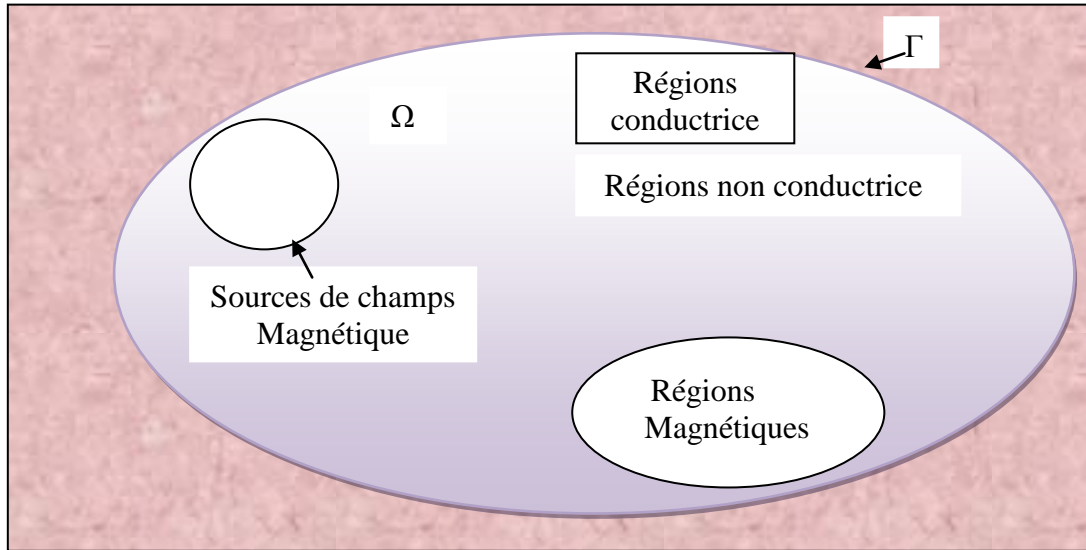 Γ
Régions
conductrice
Ω
Régions non conductrice
Sources de champs
Magnétique
Régions
Magnétiques